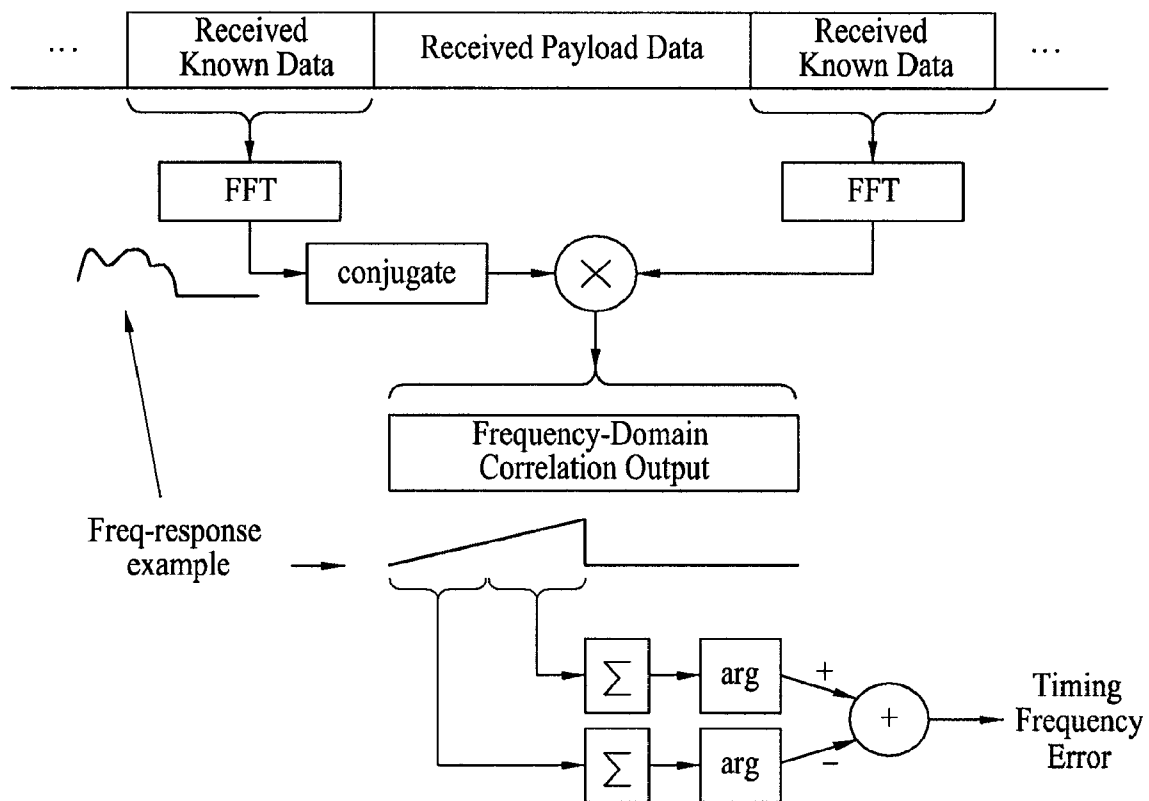 ...
Received
Known Data
Received Payload Data
Received
Known Data
...
FFT
FFT
conjugate
×
Frequency-Domain
Correlation Output
Freq-response
example
∑
arg
+
+
Timing
Frequency
Error
∑
arg
−